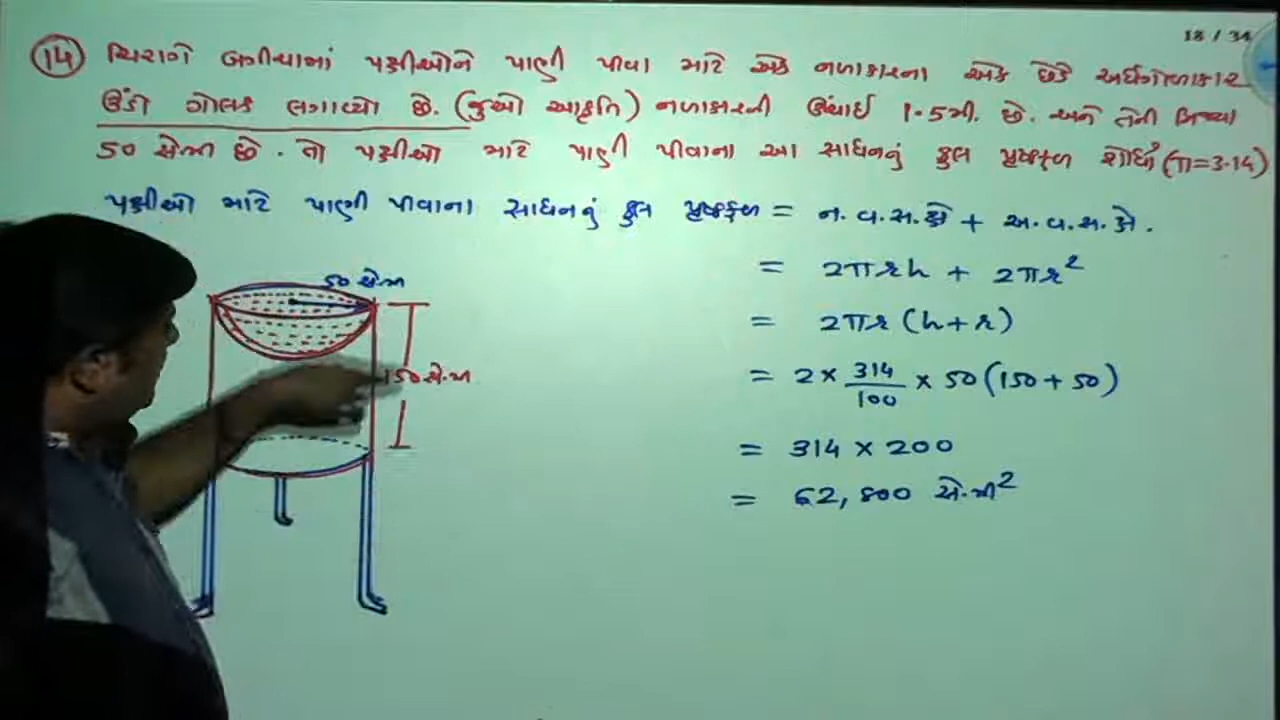 18 / 34
(14) ચિરાગે બગીચામાં પક્ષીઓને પાણી પીવા માટે એક નળાકારના એક છેડે અર્ધગોળાકાર
ઉંડો ગોલક લગાવ્યો છે. (જુઓ આકૃતિ) નળાકારની ઉંચાઈ 1.5મી. છે. અને તેની ત્રિજ્યા
50 સેમી છે. તો પક્ષીઓ માટે પાણી પીવાના આ સાધનનું કુલ પૃષ્ઠફળ શોધો (π=3.14)
પક્ષીઓ માટે પાણી પીવાના સાધનનું કુલ પૃષ્ઠફળ = ન.વ.સ.ક્ષે + અ.વ.સ.ક્ષે.
= 2πrh + 2πr²
= 2πr (h+r)
= 2 × 314/100 × 50 (150 + 50)
= 314 × 200
= 62,800 સે.મી²
50 સેમી
150 સે.મી